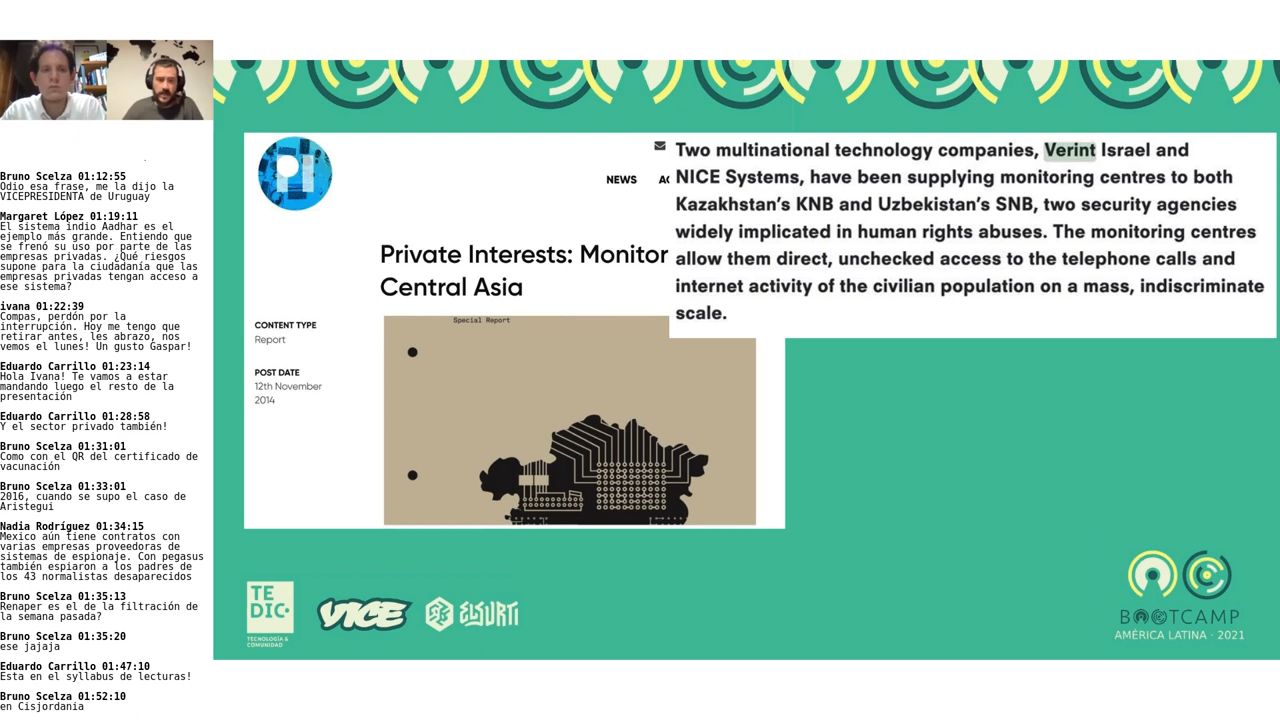 Bruno Scelza 01:12:55
Odio esa frase, me la dijo la
VICEPRESIDENTA de Uruguay
Margaret López 01:19:11
El sistema indio Aadhar es el
ejemplo más grande. Entiendo que
se frenó su uso por parte de las
empresas privadas. ¿Qué riesgos
supone para la ciudadanía que las
empresas privadas tengan acceso a
ese sistema?
ivana 01:22:39
Compas, perdón por la
interrupción. Hoy me tengo que
retirar antes, les abrazo, nos
vemos el lunes! Un gusto Gaspar!
Eduardo Carrillo 01:23:14
Hola Ivana! Te vamos a estar
mandando luego el resto de la
presentación
Eduardo Carrillo 01:28:58
Y el sector privado también!
Bruno Scelza 01:31:01
Como con el QR del certificado de
vacunación
Bruno Scelza 01:33:01
2016, cuando se supo el caso de
Aristegui
Nadia Rodríguez 01:34:15
Mexico aún tiene contratos con
varias empresas proveedoras de
sistemas de espionaje. Con pegasus
también espiaron a los padres de
los 43 normalistas desaparecidos
Bruno Scelza 01:35:13
Renaper es el de la filtración de
la semana pasada?
Bruno Scelza 01:35:20
ese jajaja
Eduardo Carrillo 01:47:10
Esta en el syllabus de lecturas!
Bruno Scelza 01:52:10
en Cisjordania
NEWS
Private Interests: Monitor
Central Asia
CONTENT TYPE
Report
POST DATE
12th November
2014
Special Report
Two multinational technology companies, Verint Israel and
NICE Systems, have been supplying monitoring centres to both
Kazakhstan’s KNB and Uzbekistan’s SNB, two security agencies
widely implicated in human rights abuses. The monitoring centres
allow them direct, unchecked access to the telephone calls and
internet activity of the civilian population on a mass, indiscriminate
scale.
TE
DIC
TECNOLOGÍA &
COMUNIDAD
VICE
ELSURTI
BOOTCAMP
AMÉRICA LATINA · 2021